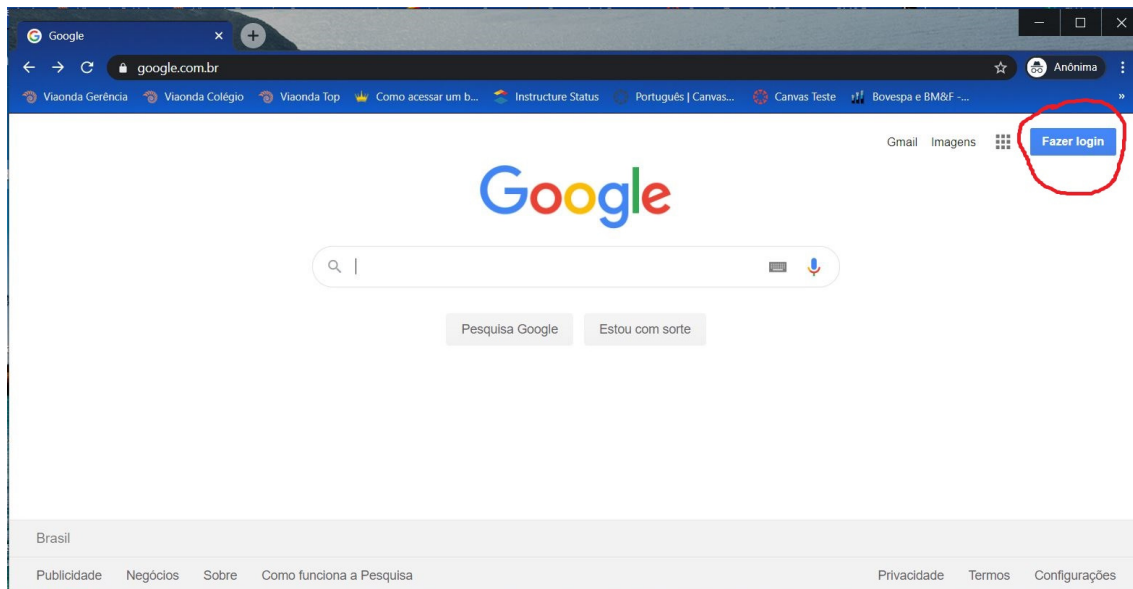 Google
google.com.br
Anônima
Viaonda Gerência Viaonda Colégio Viaonda Top Como acessar um b... Instructure Status Português | Canvas... Canvas Teste Bovespa e BM&F -... »
Gmail Imagens Fazer login
Google
Pesquisa Google Estou com sorte
Brasil
Publicidade Negócios Sobre Como funciona a Pesquisa Privacidade Termos Configurações